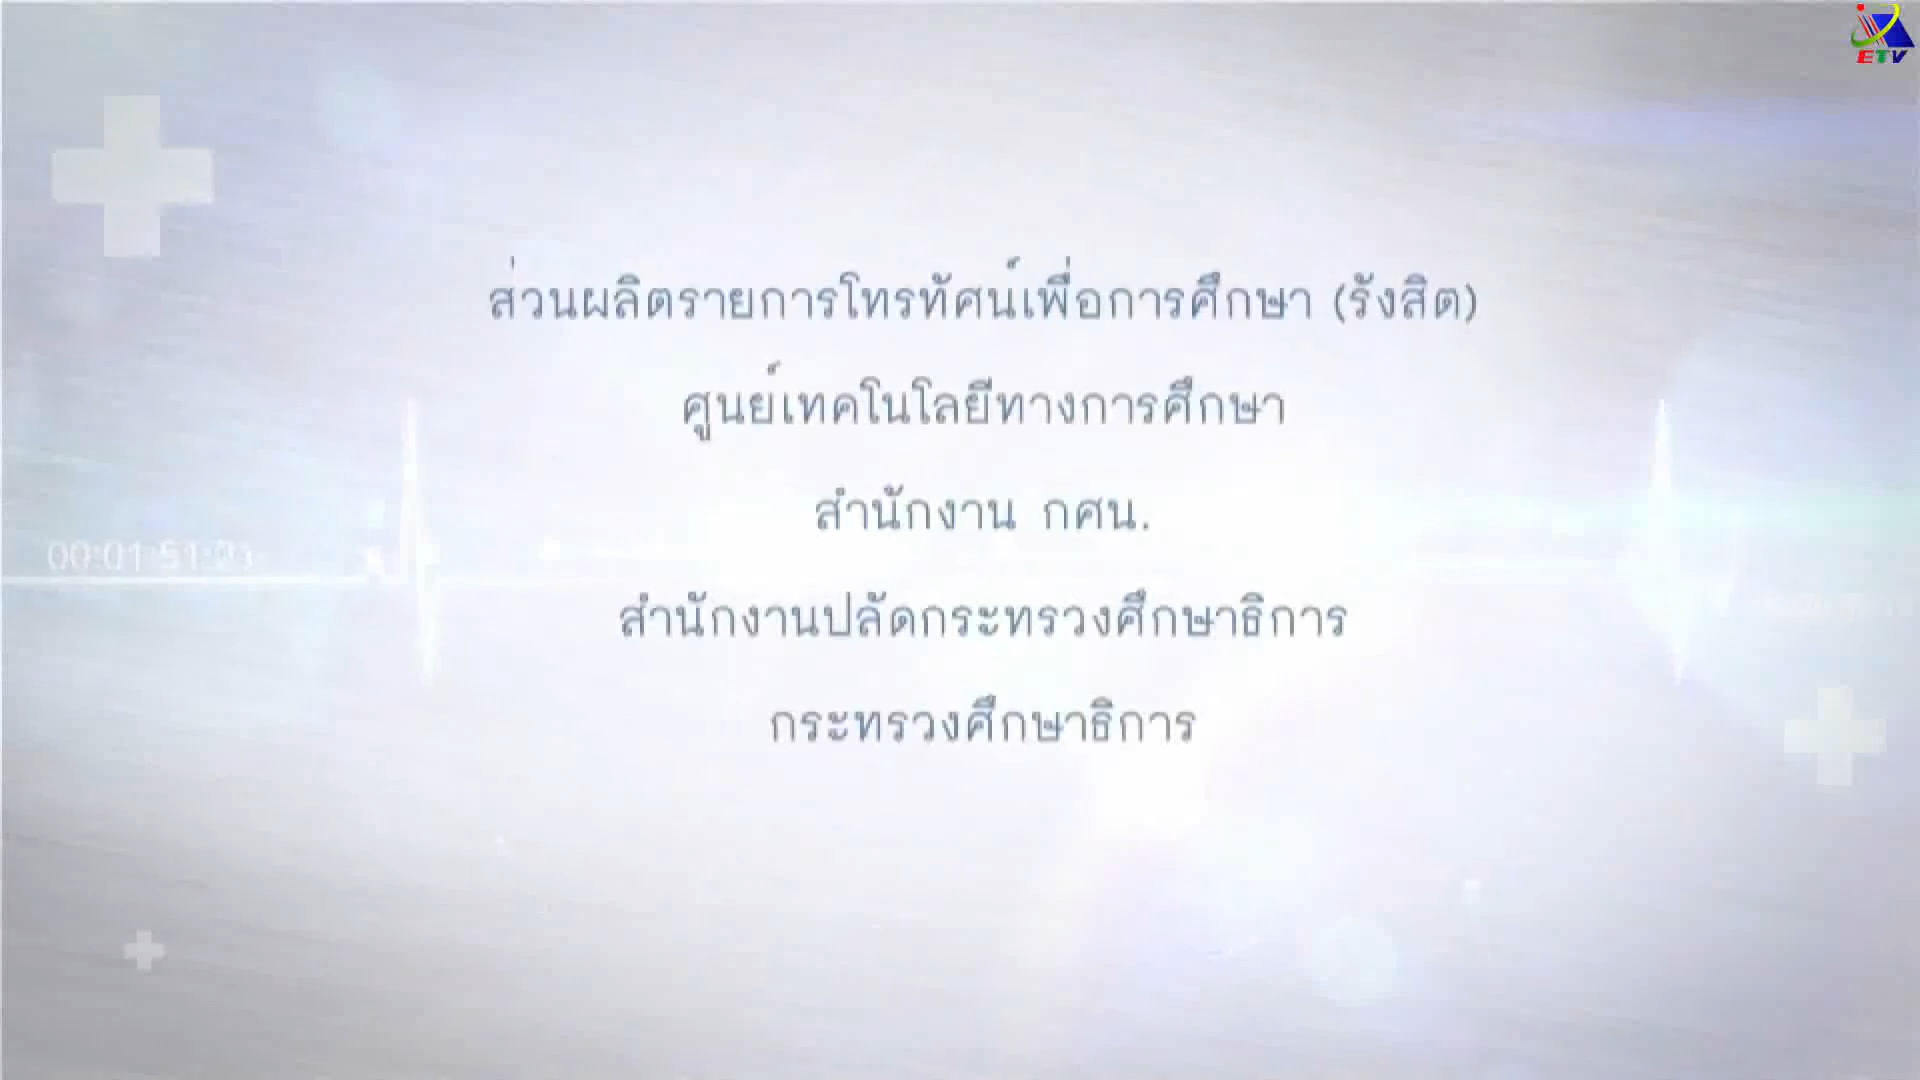 ETV
ส่วนผลิตรายการโทรทัศน์เพื่อการศึกษา (รังสิต)
ศูนย์เทคโนโลยีทางการศึกษา
สำนักงาน กศน.
00:01:51:23
สำนักงานปลัดกระทรวงศึกษาธิการ
กระทรวงศึกษาธิการ